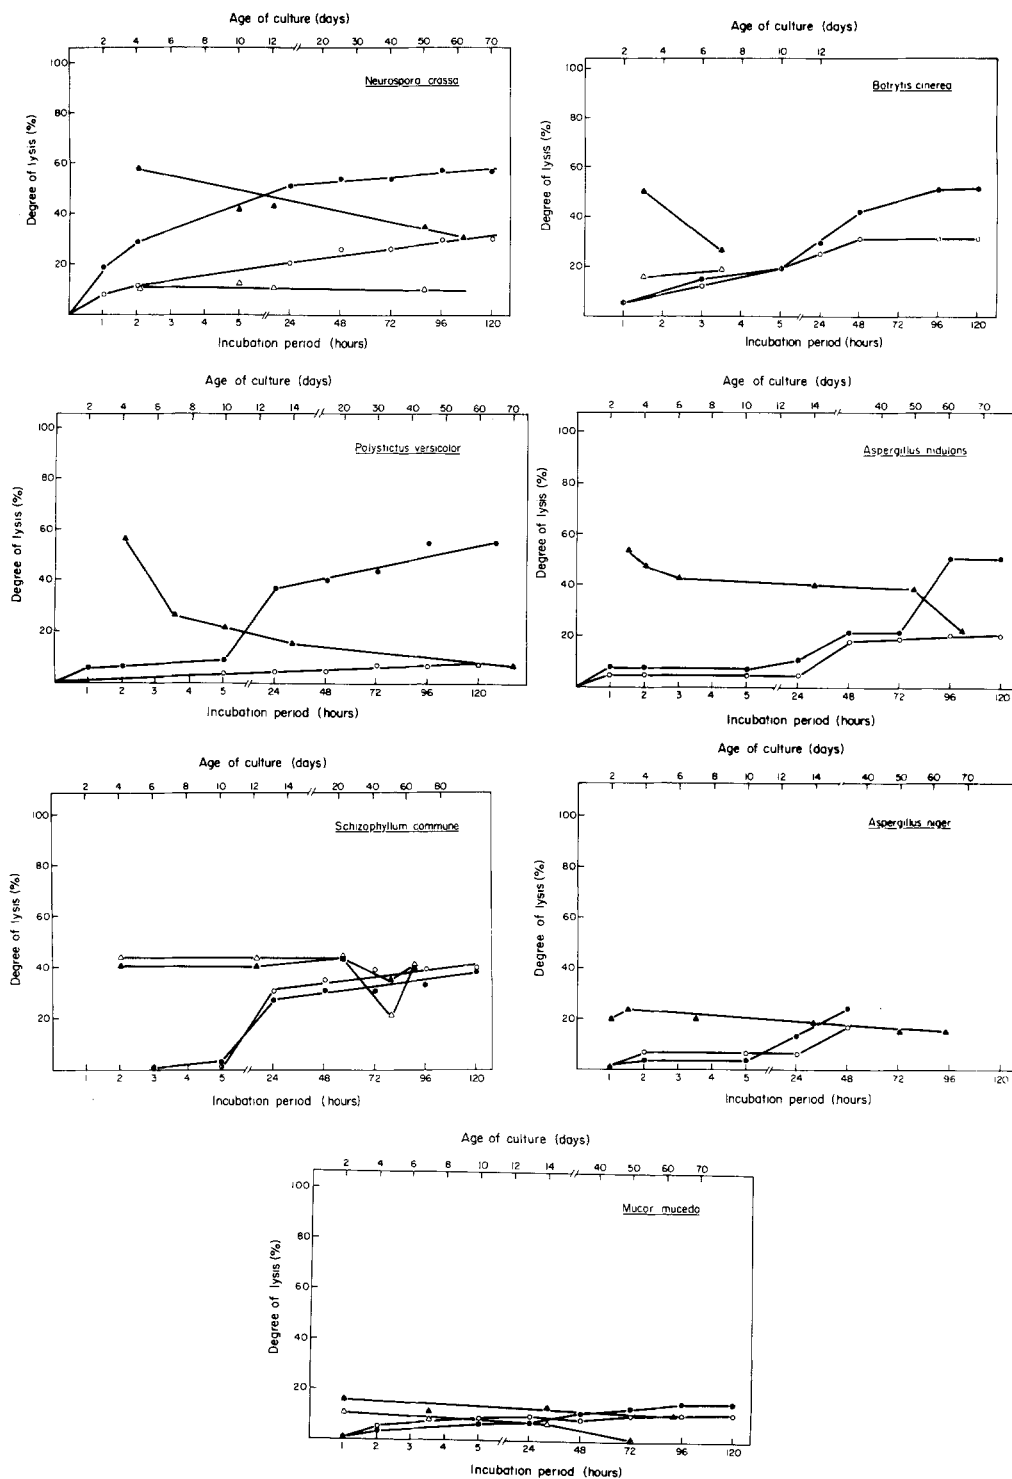 Age of culture (days)
2 4 6 8 10 12 20 30 40 50 60 70
Neurospora crassa
Degree of lysis (%)
100
80
60
40
20
1 2 3 4 5 24 48 72 96 120
Incubation period (hours)
Age of culture (days)
2 4 6 8 10 12
Botrytis cinerea
Degree of lysis (%)
100
80
60
40
20
1 2 3 4 5 24 48 72 96 120
Incubation period (hours)
Age of culture (days)
2 4 6 8 10 12 14 20 30 40 50 60 70
Polystictus versicolor
Degree of lysis (%)
100
80
60
40
20
1 2 3 4 5 24 48 72 96 120
Incubation period (hours)
Age of culture (days)
2 4 6 8 10 12 14 40 50 60 70
Aspergillus nidulans
Degree of lysis (%)
100
80
60
40
20
1 2 3 4 5 24 48 72 96 120
Incubation period (hours)
Age of culture (days)
2 4 6 8 10 12 14 20 40 60 80
Schizophyllum commune
Degree of lysis (%)
100
80
60
40
20
1 2 3 4 5 24 48 72 96 120
Incubation period (hours)
Age of culture (days)
2 4 6 8 10 12 14 40 50 60 70
Aspergillus niger
Degree of lysis (%)
100
80
60
40
20
1 2 3 4 5 24 48 72 96 120
Incubation period (hours)
Age of culture (days)
2 4 6 8 10 12 14 40 50 60 70
Mucor mucedo
Degree of lysis (%)
100
80
60
40
20
1 2 3 4 5 24 48 72 96 120
Incubation period (hours)